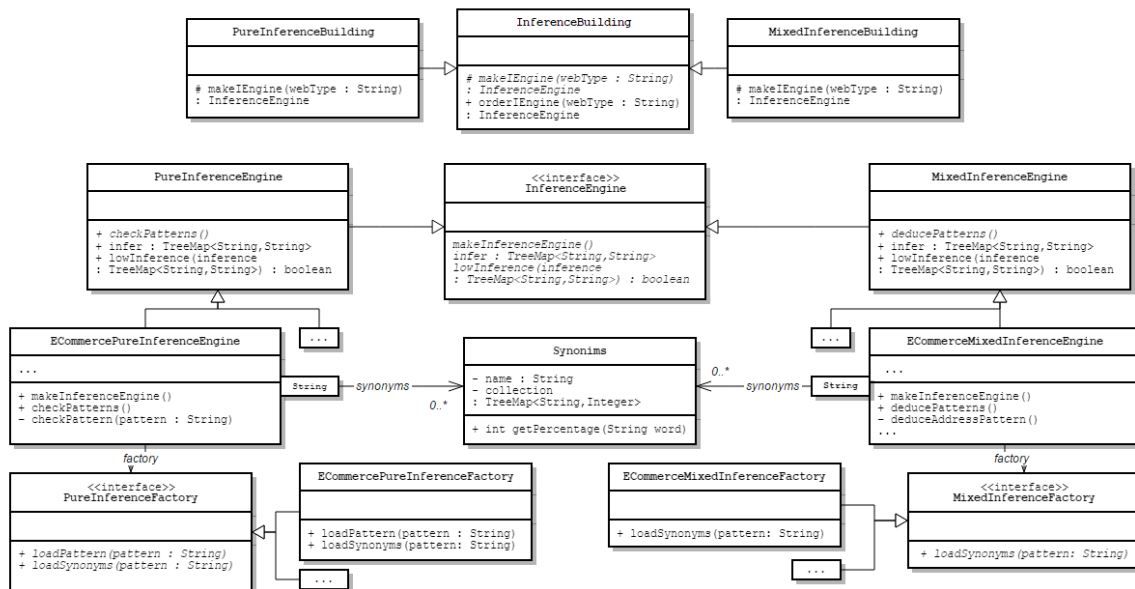 PureInferenceBuilding
# makeIEngine(webType : String)
: InferenceEngine
InferenceBuilding
# makeIEngine(webType : String)
: InferenceEngine
+ orderIEngine(webType : String)
: InferenceEngine
MixedInferenceBuilding
# makeIEngine(webType : String)
: InferenceEngine
PureInferenceEngine
+ checkPatterns()
+ infer : TreeMap<String,String>
+ lowInference(inference
: TreeMap<String,String>) : boolean
<<interface>>
InferenceEngine
makeInferenceEngine()
infer : TreeMap<String,String>
lowInference(inference
: TreeMap<String,String>) : boolean
MixedInferenceEngine
+ deducePatterns()
+ infer : TreeMap<String,String>
+ lowInference(inference
: TreeMap<String,String>) : boolean
...
...
ECommercePureInferenceEngine
...
+ makeInferenceEngine()
+ checkPatterns()
- checkPattern(pattern : String)
String
synonyms
0..*
Synonims
- name : String
- collection
: TreeMap<String,Integer>
+ int getPercentage(String word)
0..*
synonyms
String
ECommerceMixedInferenceEngine
...
+ makeInferenceEngine()
+ deducePatterns()
- deduceAddressPattern()
...
factory
factory
<<interface>>
PureInferenceFactory
+ loadPattern(pattern : String)
+ loadSynonyms(pattern : String)
ECommercePureInferenceFactory
+ loadPattern(pattern : String)
+ loadSynonyms(pattern: String)
...
ECommerceMixedInferenceFactory
+ loadSynonyms(pattern: String)
...
<<interface>>
MixedInferenceFactory
+ loadSynonyms(pattern: String)